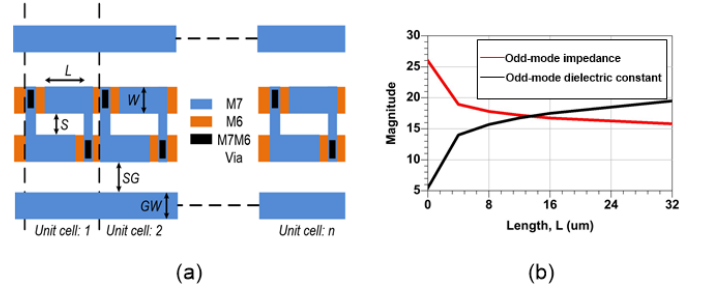 L
W
S
SG
GW
M7
M6
M7M6
Via
Unit cell: 1
Unit cell: 2
Unit cell: n
(a)
30
25
20
15
10
5
Magnitude
Odd-mode impedance
Odd-mode dielectric constant
0
8
16
24
32
Length, L (um)
(b)